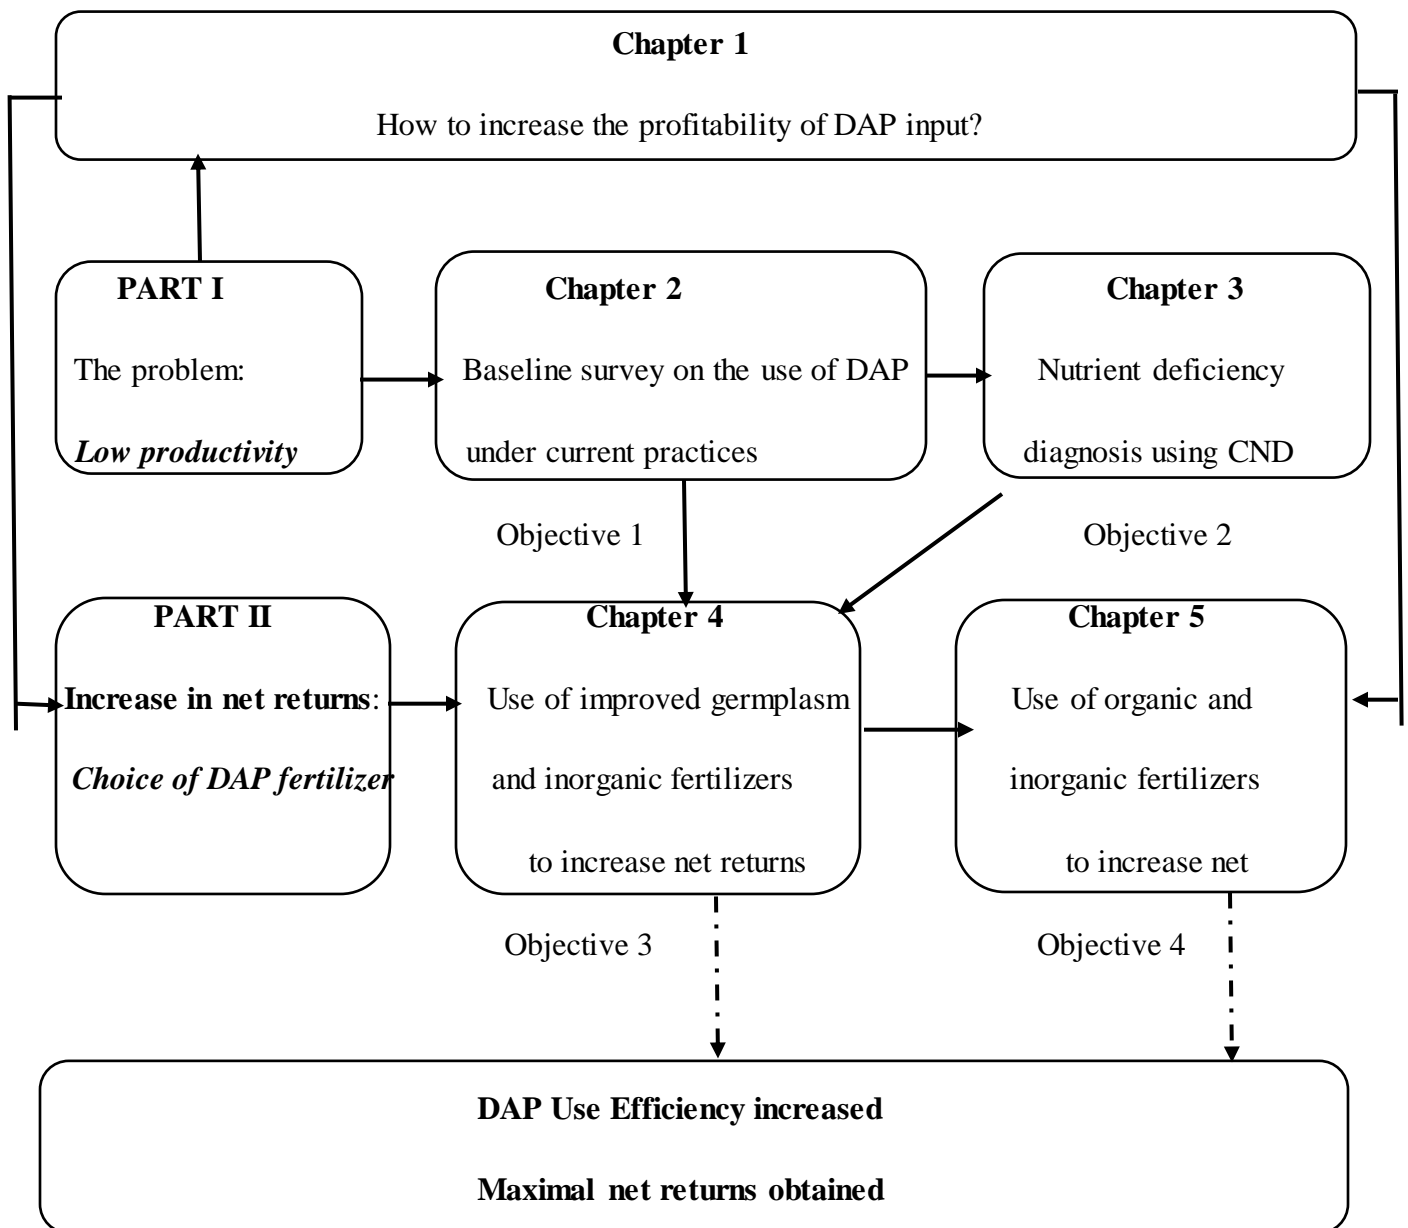 Chapter 1
How to increase the profitability of DAP input?
PART I
The problem:
Low productivity
Chapter 2
Baseline survey on the use of DAP
under current practices
Chapter 3
Nutrient deficiency
diagnosis using CND
Objective 1
Objective 2
PART II
Increase in net returns:
Choice of DAP fertilizer
Chapter 4
Use of improved germplasm
and inorganic fertilizers
to increase net returns
Chapter 5
Use of organic and
inorganic fertilizers
to increase net
Objective 3
Objective 4
DAP Use Efficiency increased
Maximal net returns obtained